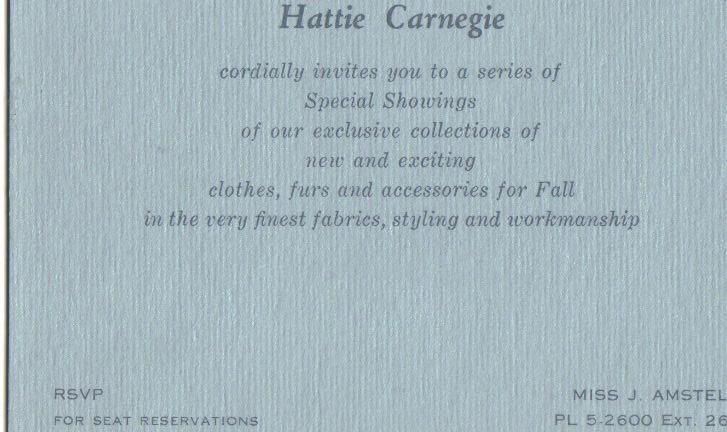 Hattie Carnegie
cordially invites you to a series of
Special Showings
of our exclusive collections of
new and exciting
clothes, furs and accessories for Fall
in the very finest fabrics, styling and workmanship
RSVP
FOR SEAT RESERVATIONS
MISS J. AMSTEL
PL 5-2600 EXT. 26